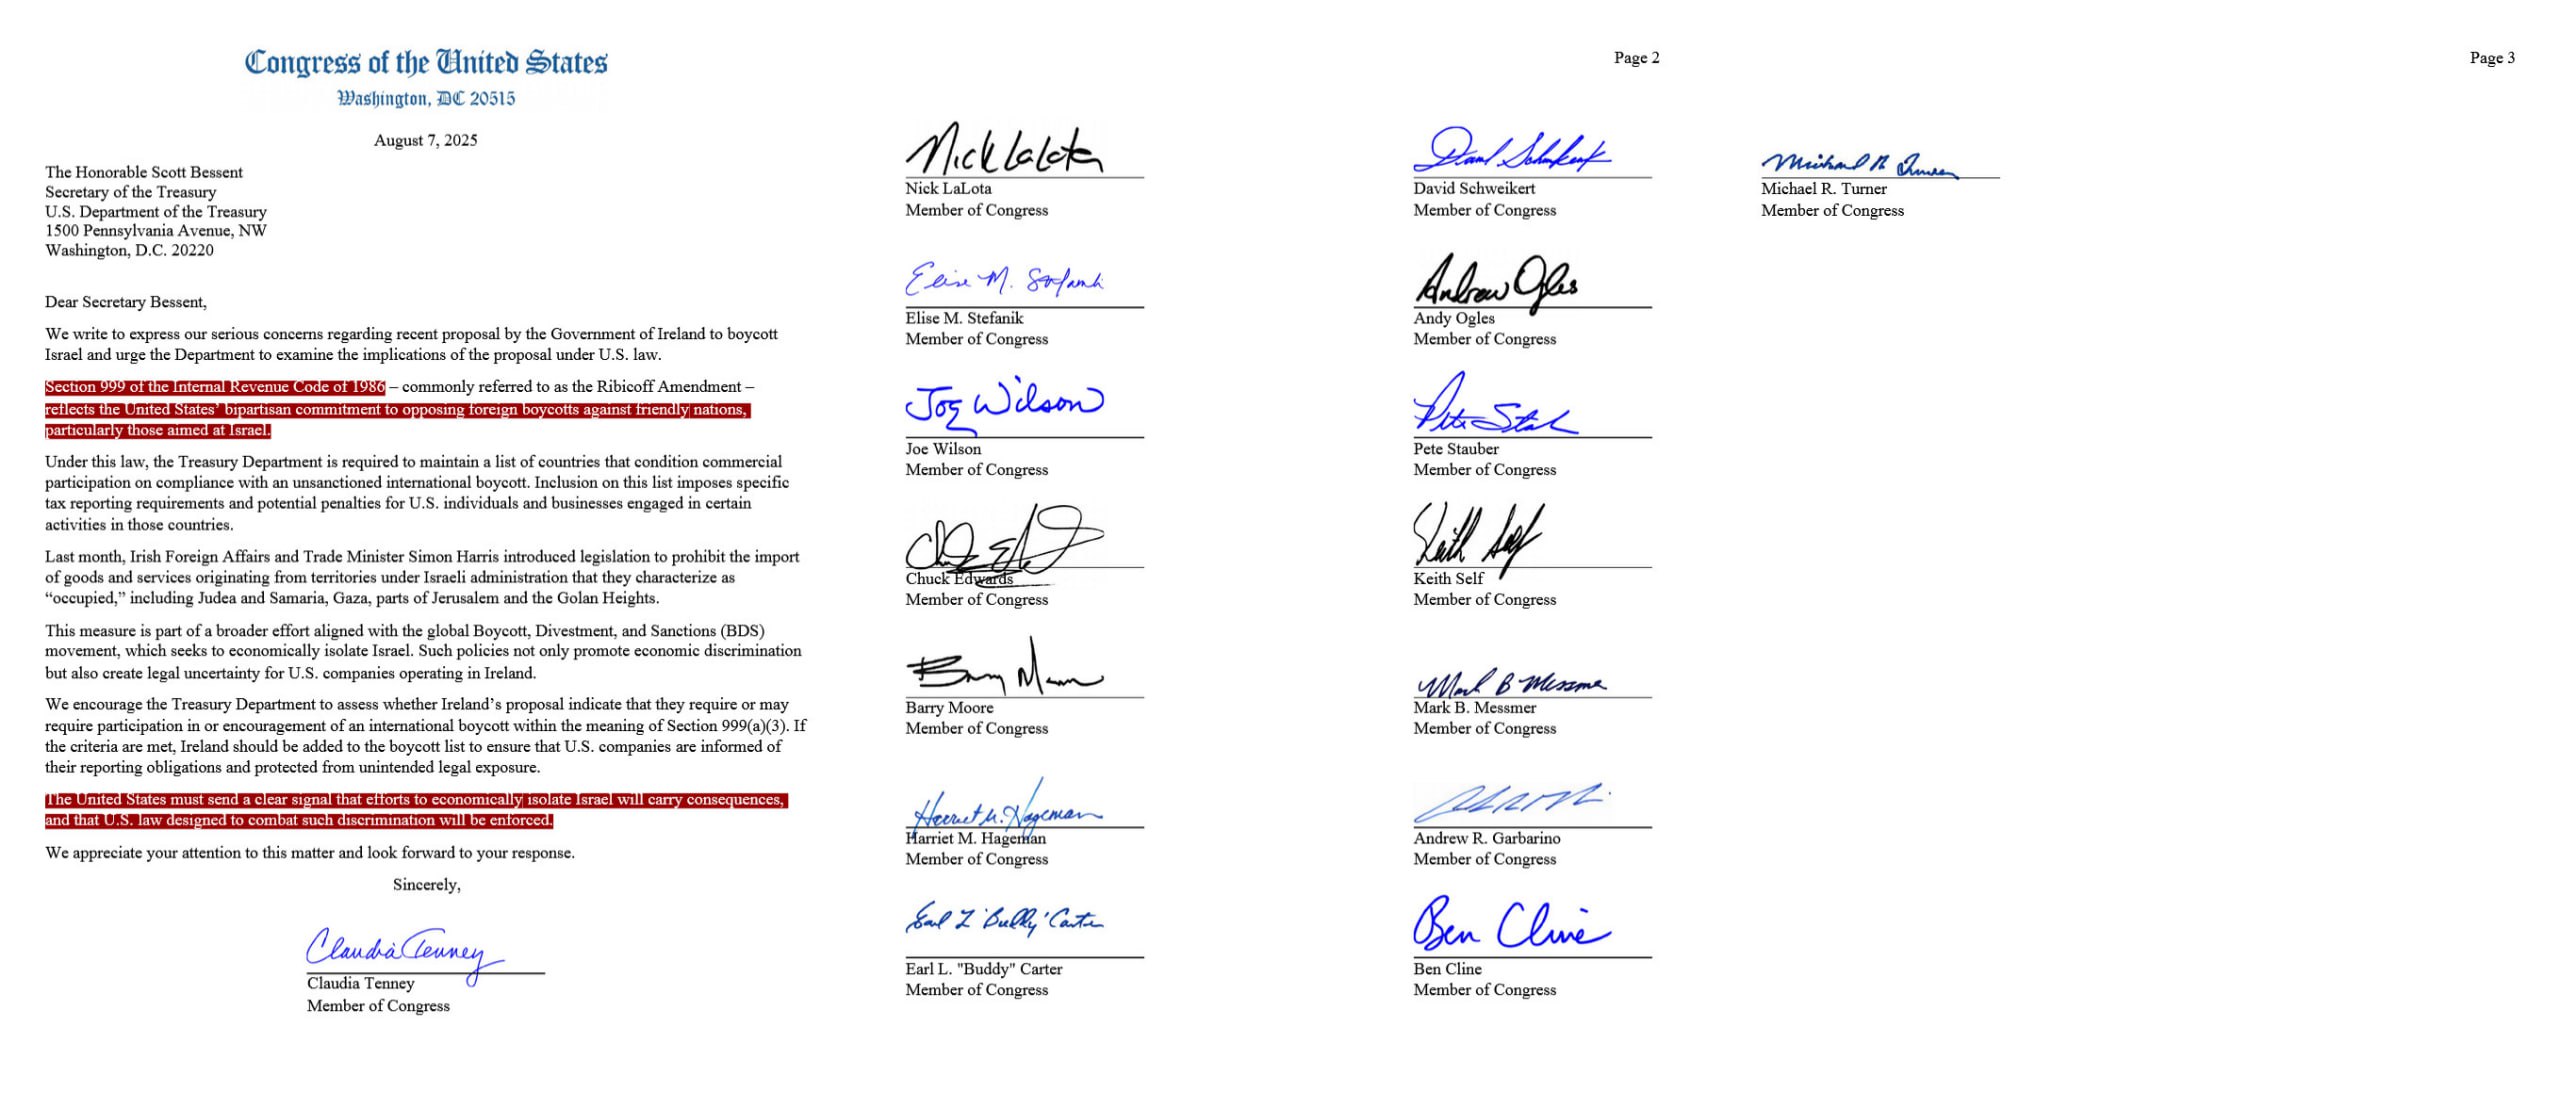 Congress of the United States
Washington, DC 20515
August 7, 2025
The Honorable Scott Bessent
Secretary of the Treasury
U.S. Department of the Treasury
1500 Pennsylvania Avenue, NW
Washington, D.C. 20220
Dear Secretary Bessent,
We write to express our serious concerns regarding recent proposal by the Government of Ireland to boycott
Israel and urge the Department to examine the implications of the proposal under U.S. law.
Section 999 of the Internal Revenue Code of 1986 – commonly referred to as the Ribicoff Amendment –
reflects the United States’ bipartisan commitment to opposing foreign boycotts against friendly nations,
particularly those aimed at Israel.
Under this law, the Treasury Department is required to maintain a list of countries that condition commercial
participation on compliance with an unsanctioned international boycott. Inclusion on this list imposes specific
tax reporting requirements and potential penalties for U.S. individuals and businesses engaged in certain
activities in those countries.
Last month, Irish Foreign Affairs and Trade Minister Simon Harris introduced legislation to prohibit the import
of goods and services originating from territories under Israeli administration that they characterize as
“occupied,” including Judea and Samaria, Gaza, parts of Jerusalem and the Golan Heights.
This measure is part of a broader effort aligned with the global Boycott, Divestment, and Sanctions (BDS)
movement, which seeks to economically isolate Israel. Such policies not only promote economic discrimination
but also create legal uncertainty for U.S. companies operating in Ireland.
We encourage the Treasury Department to assess whether Ireland’s proposal indicate that they require or may
require participation in or encouragement of an international boycott within the meaning of Section 999(a)(3). If
the criteria are met, Ireland should be added to the boycott list to ensure that U.S. companies are informed of
their reporting obligations and protected from unintended legal exposure.
The United States must send a clear signal that efforts to economically isolate Israel will carry consequences,
and that U.S. law designed to combat such discrimination will be enforced.
We appreciate your attention to this matter and look forward to your response.
Sincerely,
Claudia Tenney
Claudia Tenney
Member of Congress
Page 2
Nick LaLota
Nick LaLota
Member of Congress
Elise M. Stefanik
Elise M. Stefanik
Member of Congress
Joe Wilson
Joe Wilson
Member of Congress
Chuck Edwards
Member of Congress
Barry Moore
Barry Moore
Member of Congress
Harriet M. Hageman
Harriet M. Hageman
Member of Congress
Earl L "Buddy" Carter
Earl L. "Buddy" Carter
Member of Congress
David Schweikert
David Schweikert
Member of Congress
Andrew Ogles
Andy Ogles
Member of Congress
Pete Stauber
Member of Congress
Keith Self
Keith Self
Member of Congress
Mark B Messmer
Mark B. Messmer
Member of Congress
Andrew R. Garbarino
Member of Congress
Ben Cline
Ben Cline
Member of Congress
Page 3
Michael R. Turner
Michael R. Turner
Member of Congress